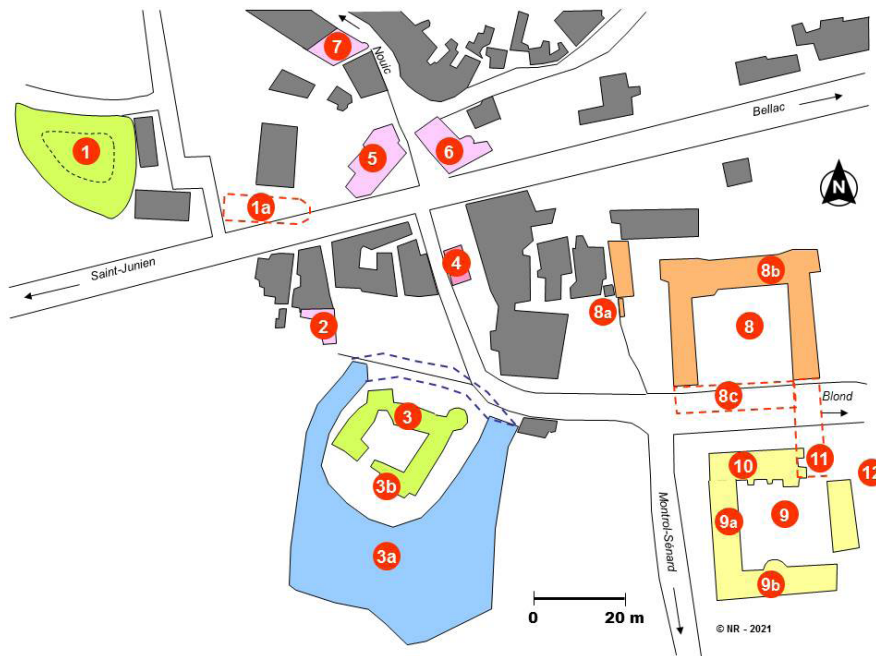 7
Nouic
1
5
6
Bellac
N
1a
Saint-Junien
4
2
8a
8b
8
8c
Blond
3
3b
3a
10
11
12
9a
9
9b
Montrol-Sénard
0 20 m
© NR - 2021